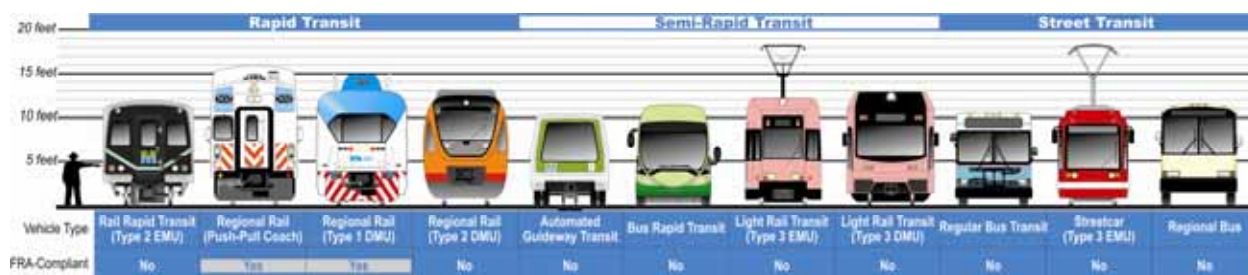 Rapid Transit Semi-Rapid Transit Street Transit
20 feet
15 feet
10 feet
5 feet
Vehicle Type Rail Rapid Transit (Type 2 EMU) Regional Rail (Push-Pull Coach) Regional Rail (Type 1 DMU) Regional Rail (Type 2 DMU) Automated Guideway Transit Bus Rapid Transit Light Rail Transit (Type 3 EMU) Light Rail Transit (Type 3 DMU) Regular Bus Transit Streetcar (Type 3 EMU) Regional Bus
FRA-Compliant No Yes Yes No No No No No No No No